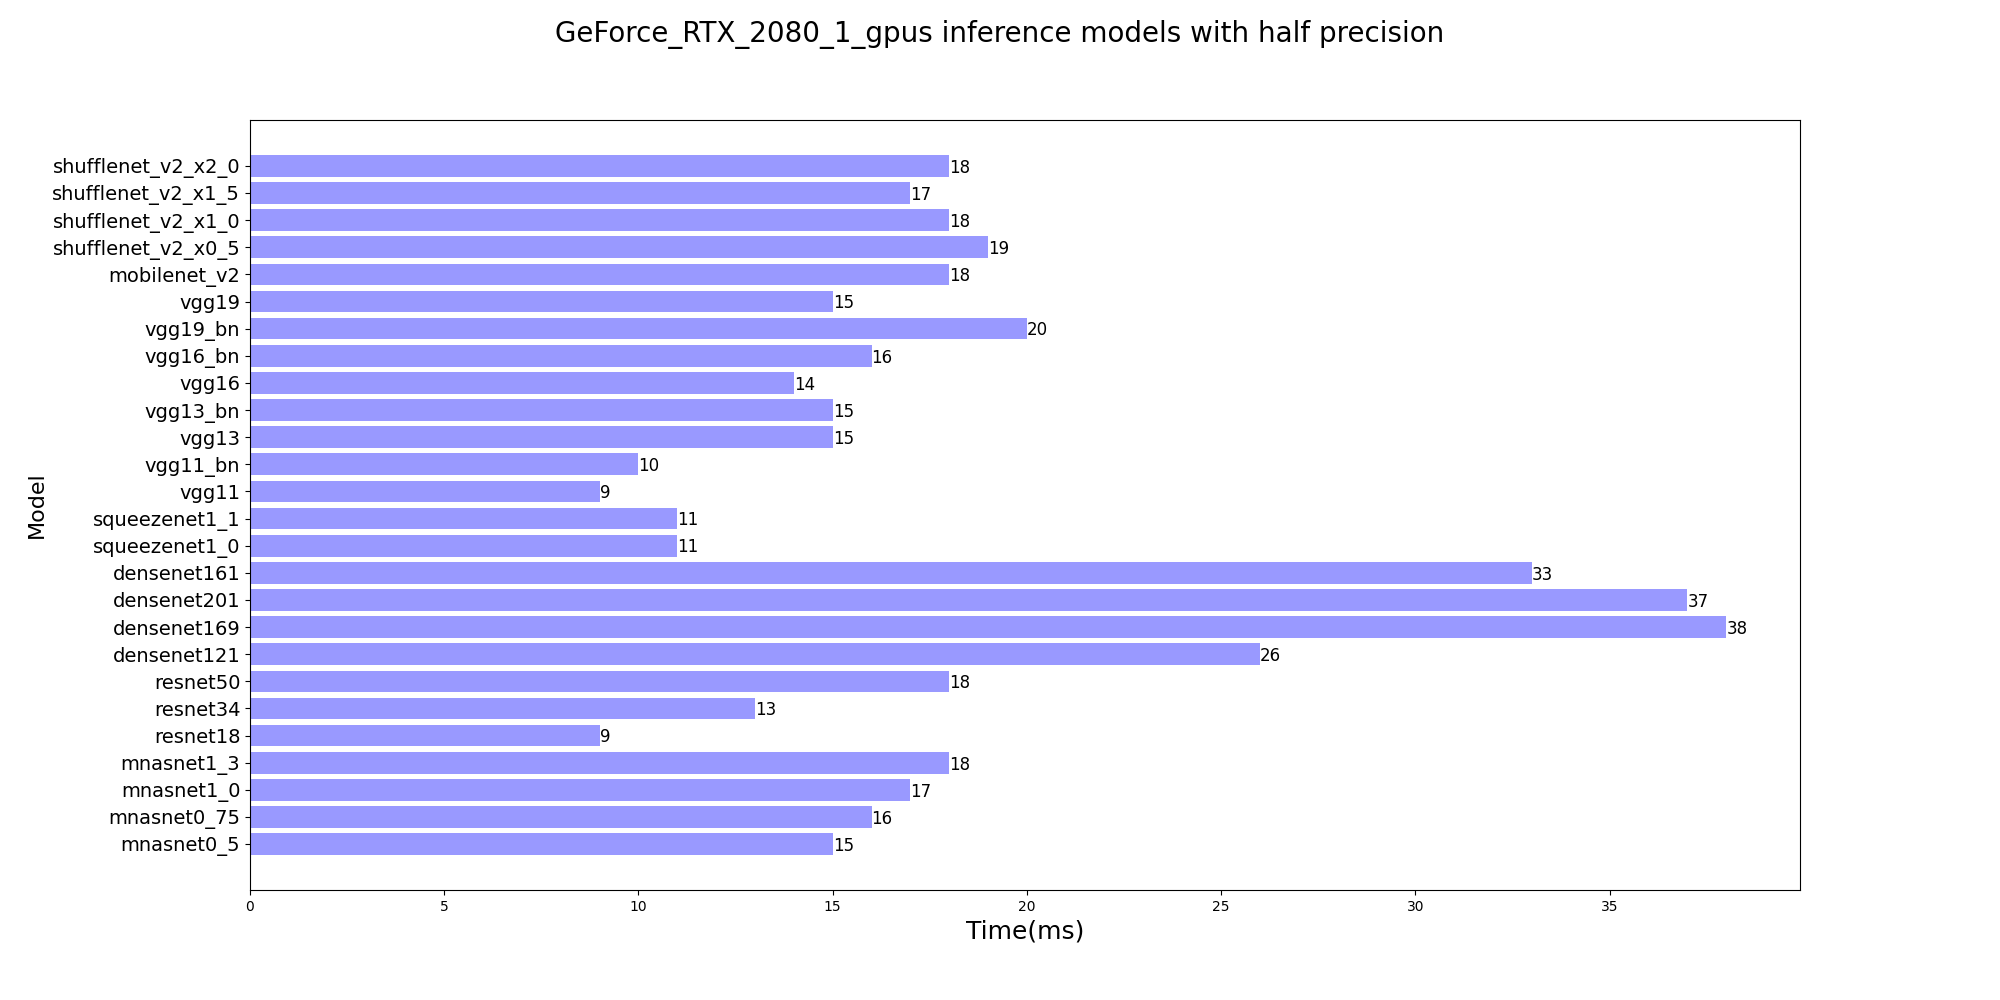 GeForce_RTX_2080_1_gpus inference models with half precision
Model
shufflenet_v2_x2_0 18
shufflenet_v2_x1_5 17
shufflenet_v2_x1_0 18
shufflenet_v2_x0_5 19
mobilenet_v2 18
vgg19 15
vgg19_bn 20
vgg16_bn 16
vgg16 14
vgg13_bn 15
vgg13 15
vgg11_bn 10
vgg11 9
squeezenet1_1 11
squeezenet1_0 11
densenet161 33
densenet201 37
densenet169 38
densenet121 26
resnet50 18
resnet34 13
resnet18 9
mnasnet1_3 18
mnasnet1_0 17
mnasnet0_75 16
mnasnet0_5 15
0 5 10 15 20 25 30 35
Time(ms)